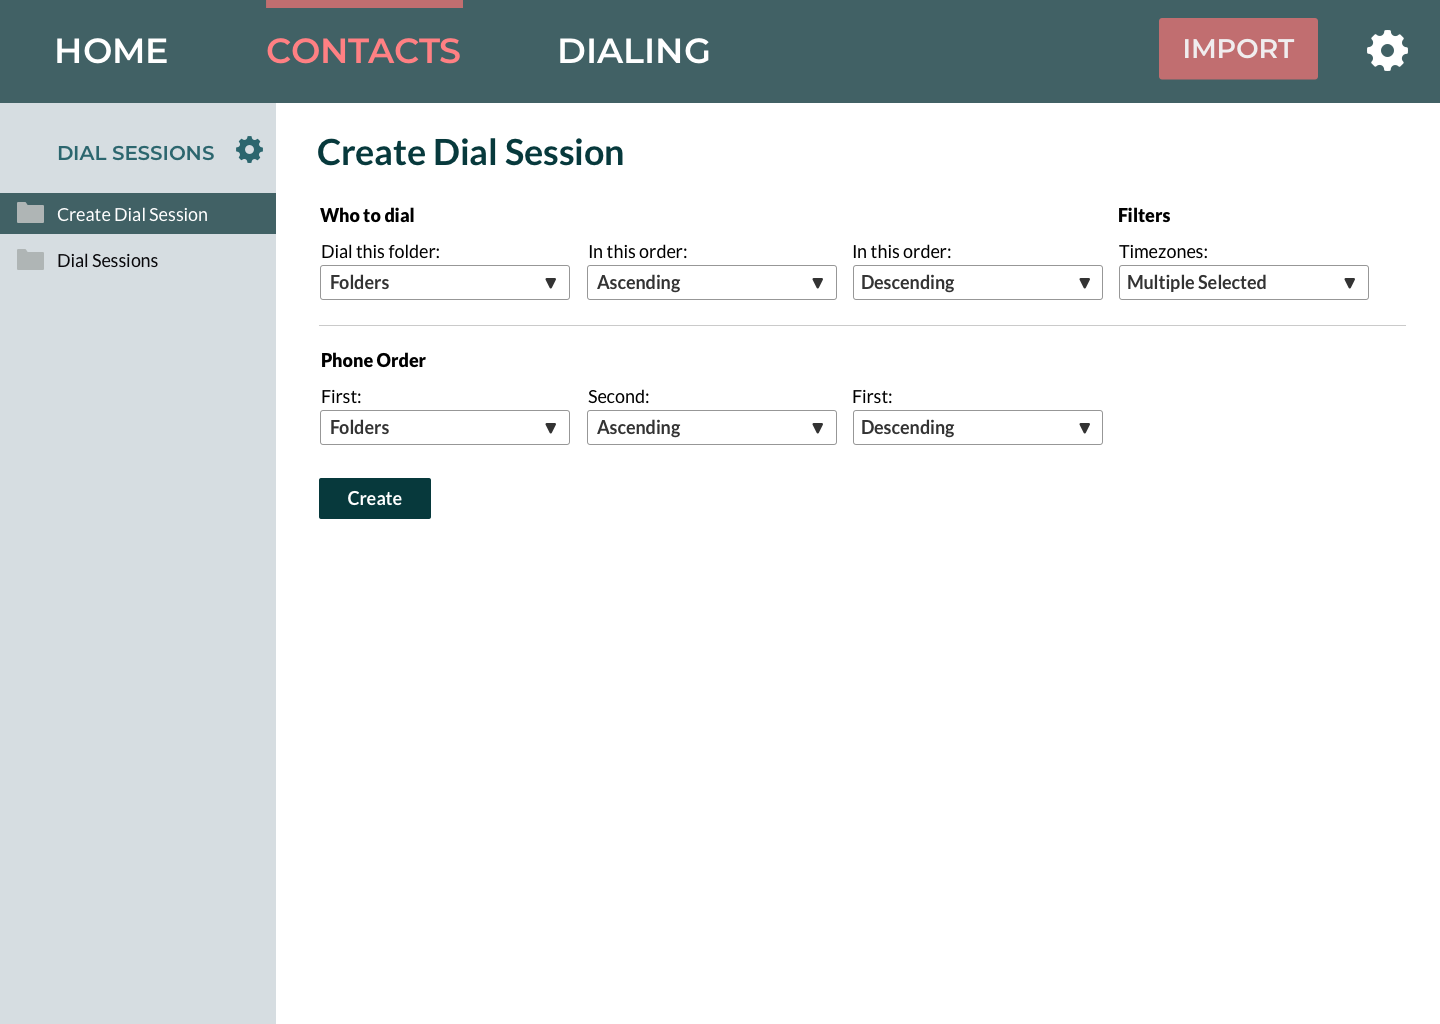 HOME CONTACTS DIALING IMPORT
DIAL SESSIONS
Create Dial Session
Dial Sessions
Create Dial Session
Who to dial Filters
Dial this folder: In this order: In this order: Timezones:
Folders Ascending Descending Multiple Selected
Phone Order
First: Second: First:
Folders Ascending Descending
Create